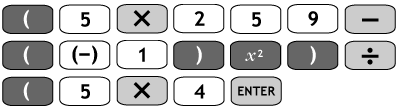 ( 5 × 2 5 9 −
( (−) 1 ) x² ) ÷
( 5 × 4 ENTER